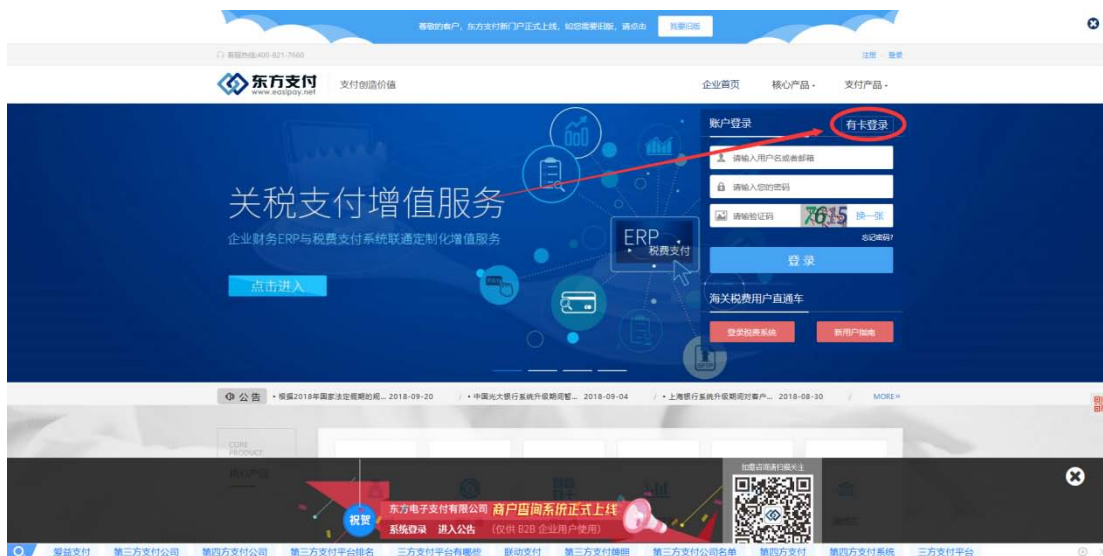 尊敬的客户，东方支付新门户正式上线，如您需要旧版，请点击 我要旧版
客服热线:400-821-7660
注册 登录
东方支付
www.easipay.net
支付创造价值
企业首页 核心产品 支付产品
账户登录 有卡登录
请输入用户名或者邮箱
请输入您的密码
请输入验证码 7615 换一张
忘记密码?
登 录
关税支付增值服务
企业财务ERP与税费支付系统联通定制化增值服务
点击进入
ERP
税费支付
海关税费用户直通车
登录税费系统 新用户指南
公 告 • 根据2018年国家法定假期的规... 2018-09-20 / • 中国光大银行系统升级期间暂... 2018-09-04 / • 上海银行系统升级期间对客户... 2018-08-30 / MORE»
CORE
PRODUCT
核心产品
祝贺
东方电子支付有限公司 商户查询系统正式上线
系统登录 进入公告 (仅供 B2B 企业用户使用)
爱益支付 第三方支付公司 第四方支付公司 第三方支付平台排名 三方支付平台有哪些 联动支付 第三方支付 第三方支付公司名单 第四方支付 第四方支付系统 三方支付平台